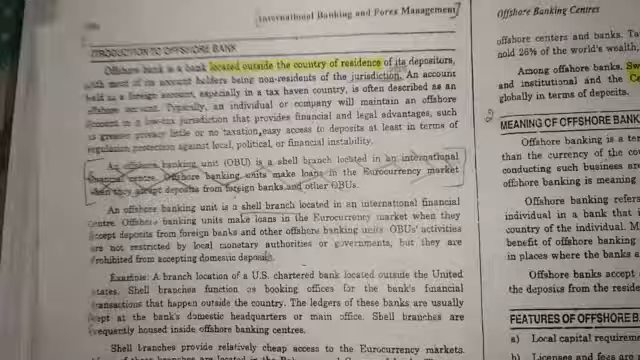 International Banking and Forex Management
INTRODUCTION TO OFFSHORE BANK
Offshore bank is a bank located outside the country of residence of its depositors,
with most of its account holders being non-residents of the jurisdiction. An account
held in a foreign account, especially in a tax haven country, is often described as an
offshore account. Typically, an individual or company will maintain an offshore
account in a low-tax jurisdiction that provides financial and legal advantages, such
as greater privacy little or no taxation, easy access to deposits at least in terms of
regulation protection against local, political, or financial instability.
An offshore banking unit (OBU) is a shell branch located in an international
financial centre. Offshore banking units make loans in the Eurocurrency market
when they accept deposits from foreign banks and other OBUs.
An offshore banking unit is a shell branch located in an international financial
centre. Offshore banking units make loans in the Eurocurrency market when they
accept deposits from foreign banks and other offshore banking units. OBUs' activities
are not restricted by local monetary authorities or governments, but they are
prohibited from accepting domestic deposits.
Example: A branch location of a U.S. chartered bank located outside the United
States. Shell branches function as booking offices for the bank's financial
transactions that happen outside the country. The ledgers of these banks are usually
kept at the bank's domestic headquarters or main office. Shell branches are
frequently housed inside offshore banking centres.
Shell branches provide relatively cheap access to the Eurocurrency markets.
Offshore Banking Centres
offshore centers and banks. Ta
hold 26% of the world's wealth,
Among offshore banks, Sw
and institutional and the Ce
globally in terms of deposits.
2
MEANING OF OFFSHORE BANK
Offshore banking is a ter
than the currency of the cou
conducting such business are
offshore banking is meaning
Offshore banking refers
individual in a bank that i
country of the individual. M
benefit of offshore banking
in places where the banks a
Offshore banks accept
the deposits from the reside
FEATURES OF OFFSHORE B
a) Local capital requirem
b) Licenses and fees ar